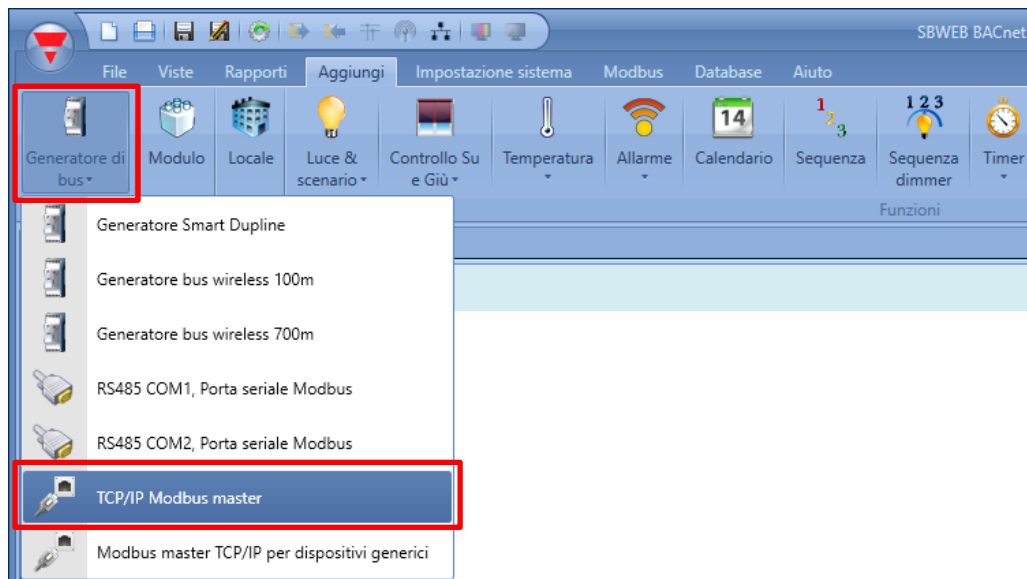 SBWEB BACnet
File Viste Rapporti Aggiungi Impostazione sistema Modbus Database Aiuto
14
1 2 3
1 2 3
Generatore di Modulo Locale Luce & Controllo Su Temperatura Allarme Calendario Sequenza Sequenza Timer
bus scenario e Giù dimmer
Funzioni
Generatore Smart Dupline
Generatore bus wireless 100m
Generatore bus wireless 700m
RS485 COM1, Porta seriale Modbus
RS485 COM2, Porta seriale Modbus
TCP/IP Modbus master
Modbus master TCP/IP per dispositivi generici